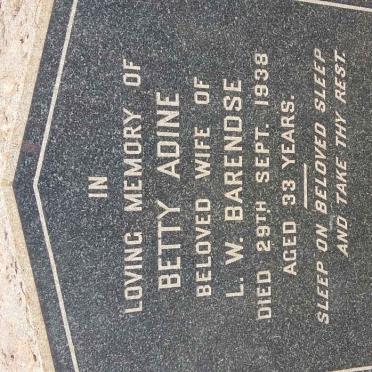 IN
LOVING MEMORY OF
BETTY ADINE
BELOVED WIFE OF
L. W. BARENDSE
DIED 29TH SEPT. 1938
AGED 33 YEARS.
SLEEP ON BELOVED SLEEP
AND TAKE THY REST.